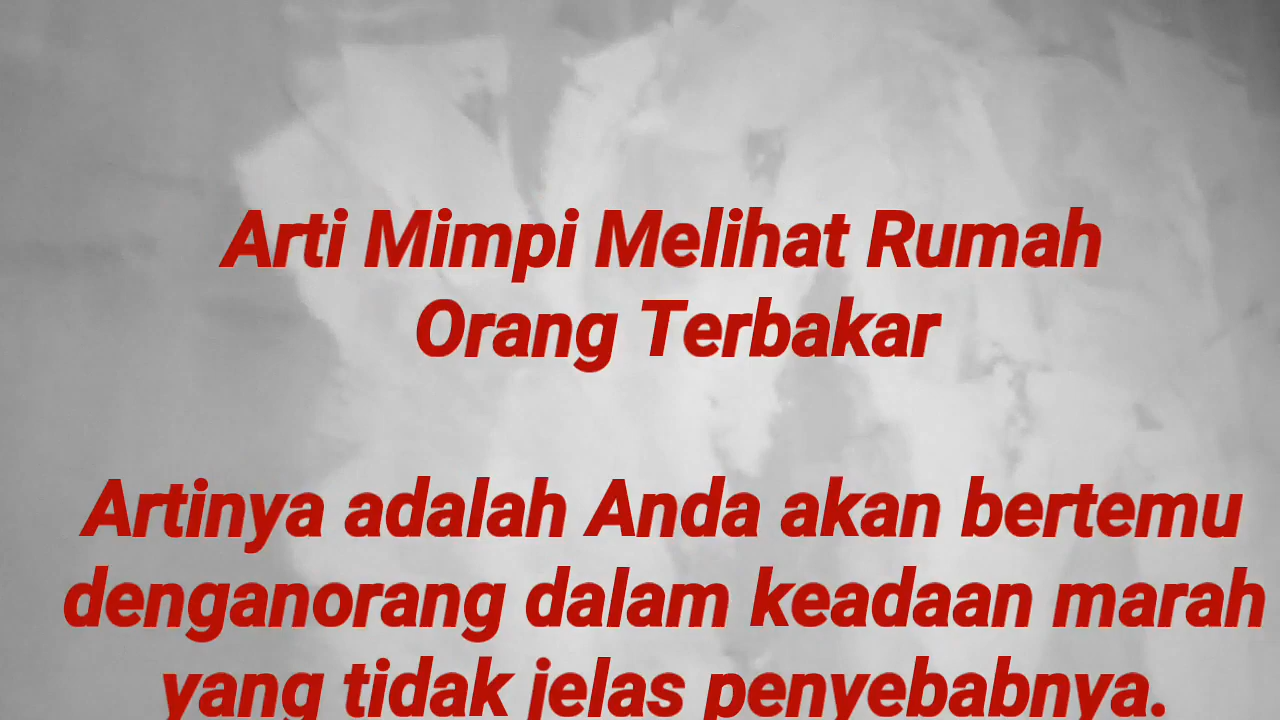 Arti Mimpi Melihat Rumah
Orang Terbakar
Artinya adalah Anda akan bertemu
denganorang dalam keadaan marah
yang tidak jelas penyebabnya.